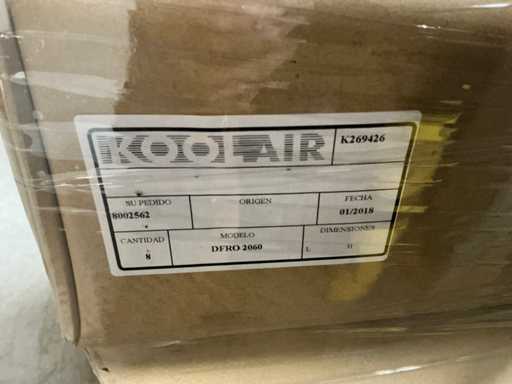 KOOLAIR
K269426
SU PEDIDO
8002562
ORIGEN
FECHA
01/2018
CANTIDAD
8
MODELO
DFRO 2060
DIMENSIONES
L H